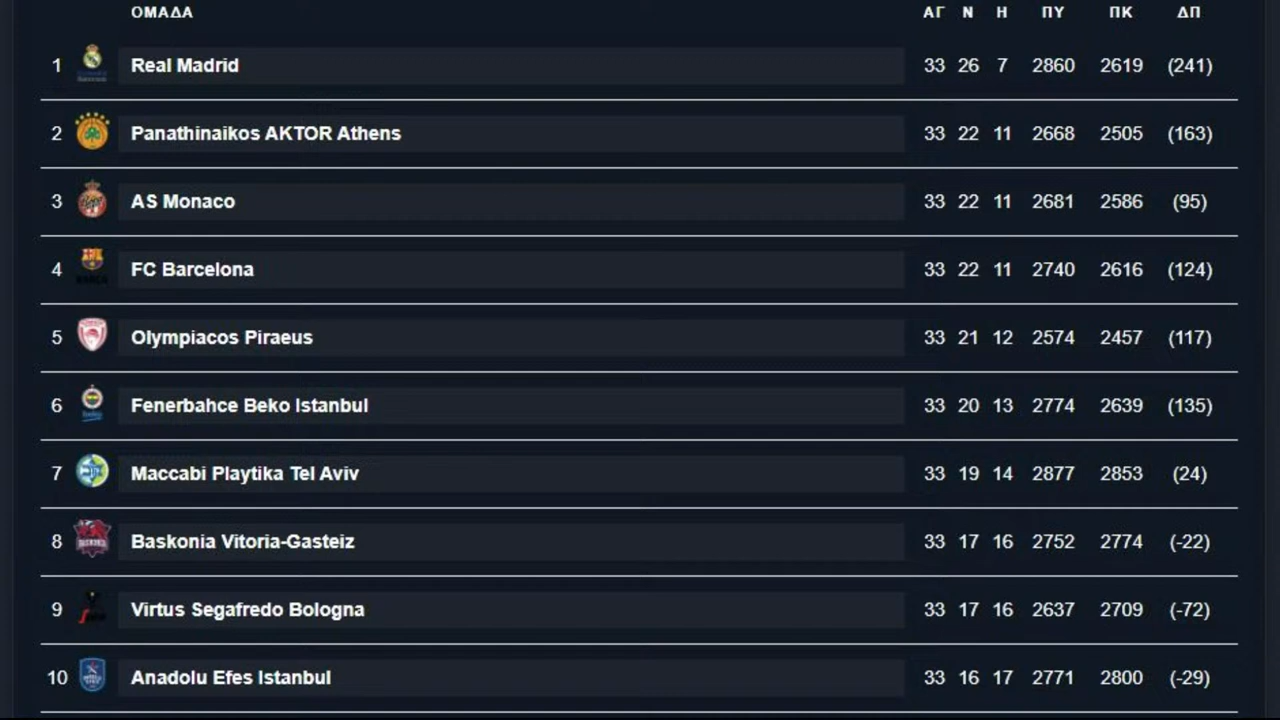 ΟΜΑΔΑ ΑΓ Ν Η ΠΥ ΠΚ ΔΠ
1 Real Madrid 33 26 7 2860 2619 (241)
2 Panathinaikos AKTOR Athens 33 22 11 2668 2505 (163)
3 AS Monaco 33 22 11 2681 2586 (95)
4 FC Barcelona 33 22 11 2740 2616 (124)
5 Olympiacos Piraeus 33 21 12 2574 2457 (117)
6 Fenerbahce Beko Istanbul 33 20 13 2774 2639 (135)
7 Maccabi Playtika Tel Aviv 33 19 14 2877 2853 (24)
8 Baskonia Vitoria-Gasteiz 33 17 16 2752 2774 (-22)
9 Virtus Segafredo Bologna 33 17 16 2637 2709 (-72)
10 Anadolu Efes Istanbul 33 16 17 2771 2800 (-29)